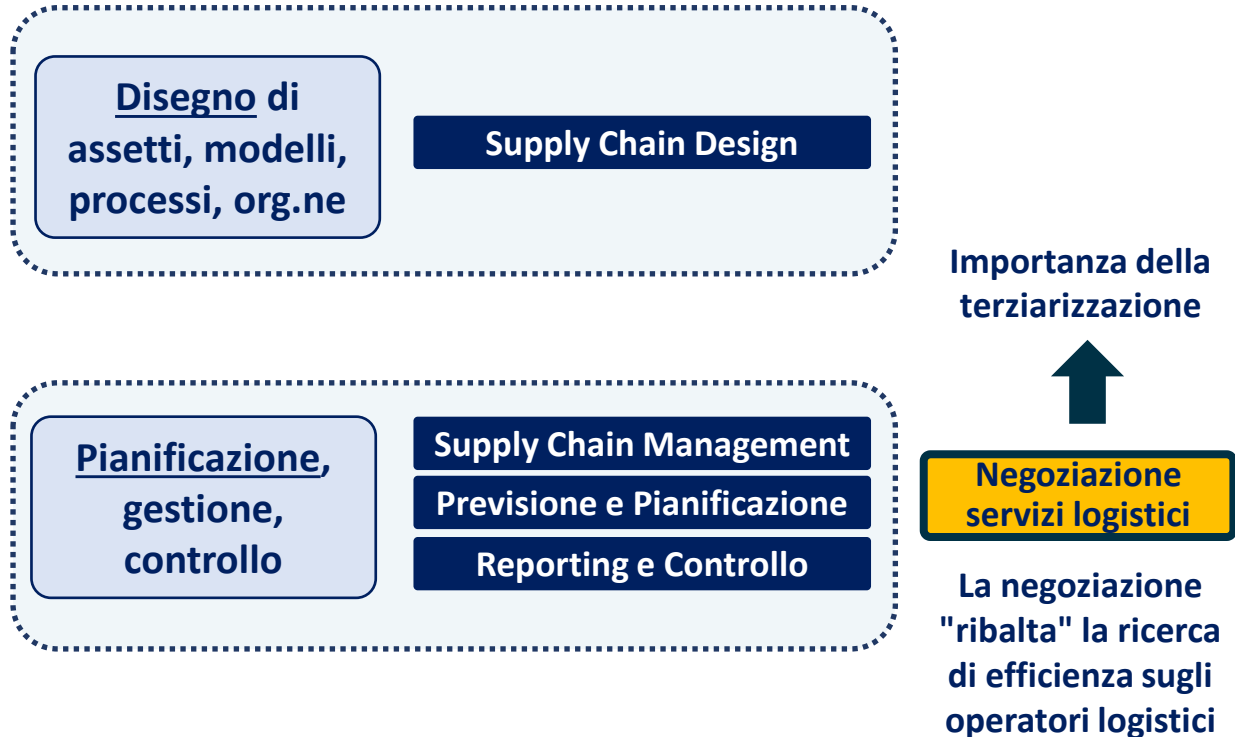 Disegno di
assetti, modelli,
processi, org.ne
Supply Chain Design
Importanza della
terziarizzazione
Pianificazione,
gestione,
controllo
Supply Chain Management
Previsione e Pianificazione
Reporting e Controllo
Negoziazione
servizi logistici
La negoziazione
"ribalta" la ricerca
di efficienza sugli
operatori logistici